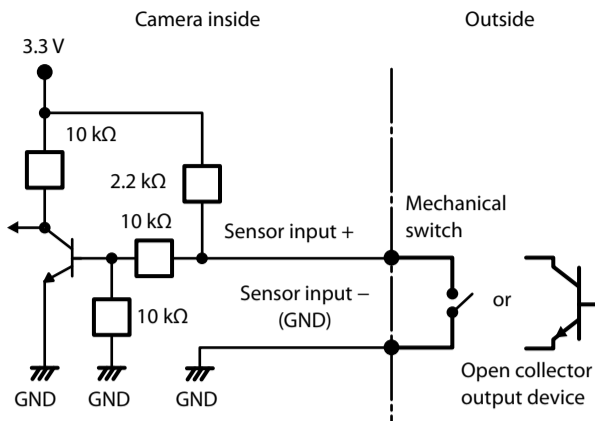 Camera inside
Outside
3.3 V
10 kΩ
2.2 kΩ
10 kΩ
Sensor input +
Mechanical
switch
Sensor input −
(GND)
or
10 kΩ
GND
GND
GND
Open collector
output device